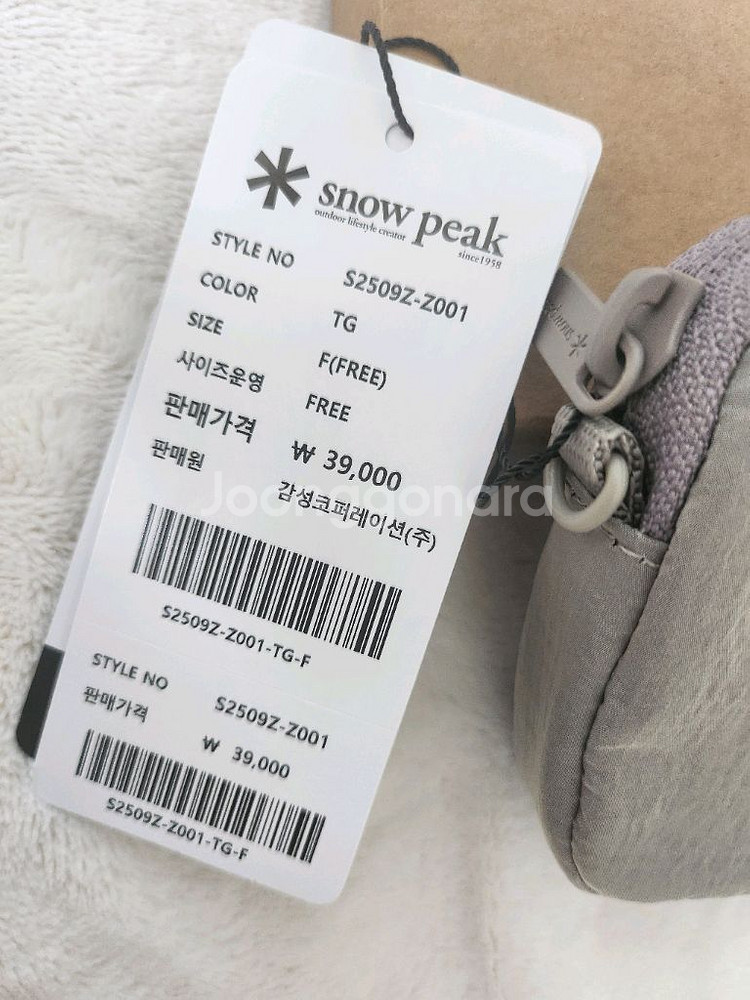 snow peak
outdoor lifestyle creator
since1958
STYLE NO S2509Z-Z001
COLOR TG
SIZE F(FREE)
사이즈운영 FREE
판매가격 ₩ 39,000
판매원 감성코퍼레이션(주)
S2509Z-Z001-TG-F
STYLE NO S2509Z-Z001
판매가격 ₩ 39,000
S2509Z-Z001-TG-F
Joonggonara